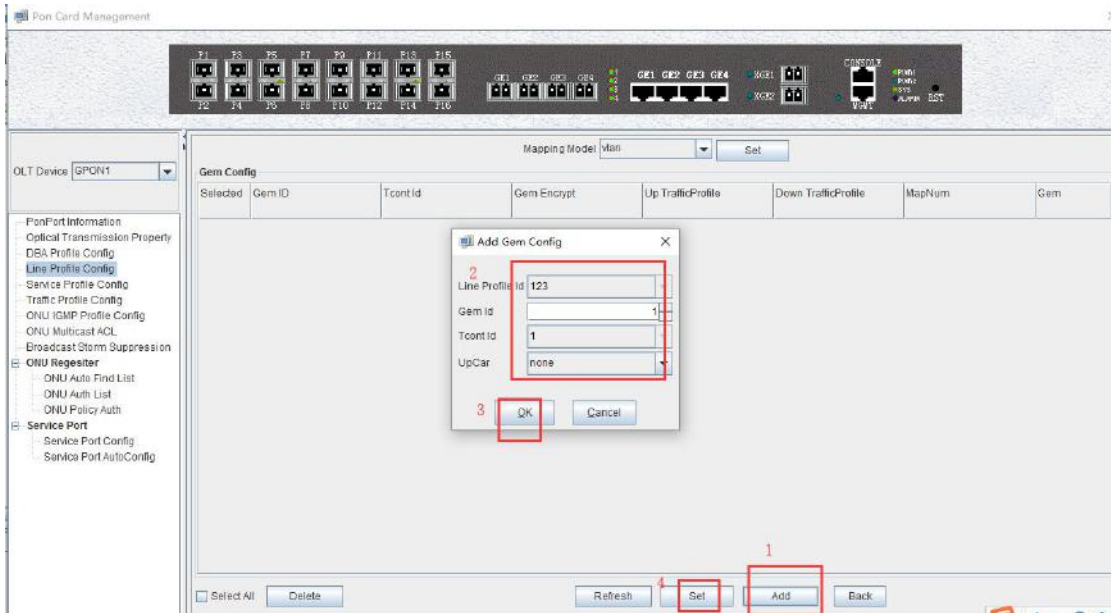 Pon Card Management
P1 P3 P5 P7 P9 P11 P13 P15
P2 P4 P6 P8 P10 P12 P14 P16
GE1 GE2 GE3 GE4
GE1 GE2 GE3 GE4
XGE1
XGE2
CONSOLE
MGMT
PWR1
PWR2
SYS
ALARM
RST
OLT Device GPON1
Mapping Model vlan Set
Gem Config
Selected Gem ID Tcont Id Gem Encrypt Up TrafficProfile Down TrafficProfile MapNum Gem
PonPort Information
Optical Transmission Property
DBA Profile Config
Line Profile Config
Service Profile Config
Traffic Profile Config
ONU IGMP Profile Config
ONU Multicast ACL
Broadcast Storm Suppression
ONU Regesiter
ONU Auto Find List
ONU Auth List
ONU Policy Auth
Service Port
Service Port Config
Service Port AutoConfig
Add Gem Config
2
Line Profile Id 123
Gem Id 1
Tcont Id 1
UpCar none
3 OK Cancel
1
4
Select All Delete Refresh Set Add Back